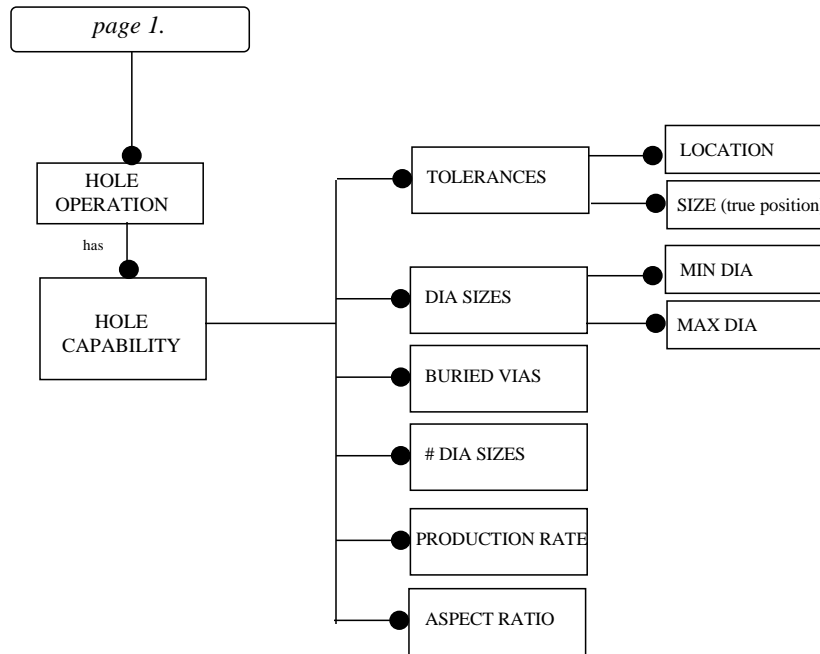 page 1.
HOLE
OPERATION
has
HOLE
CAPABILITY
TOLERANCES
LOCATION
SIZE (true position
DIA SIZES
MIN DIA
MAX DIA
BURIED VIAS
# DIA SIZES
PRODUCTION RATE
ASPECT RATIO